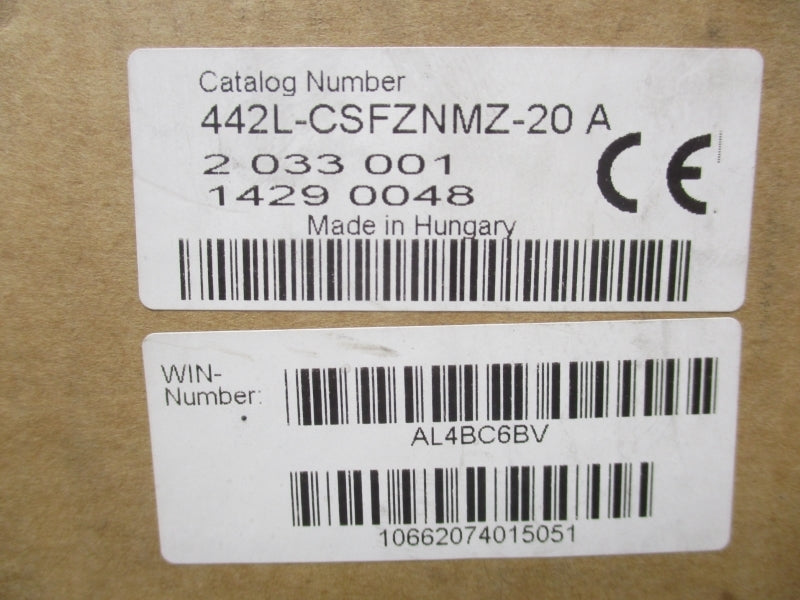 Catalog Number
442L-CSFZNMZ-20 A
2 033 001
1429 0048
CE
Made in Hungary
WIN-
Number:
AL4BC6BV
10662074015051